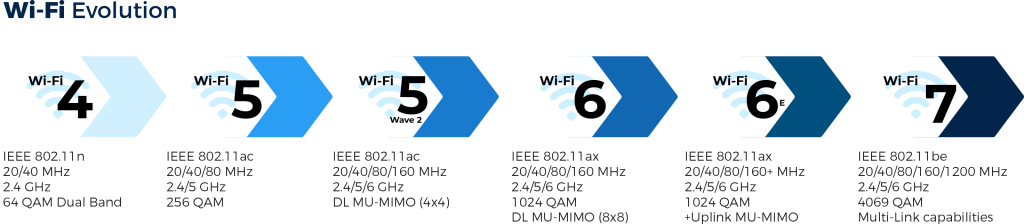 Wi-Fi Evolution
Wi-Fi 4
IEEE 802.11n
20/40 MHz
2.4 GHz
64 QAM Dual Band
Wi-Fi 5
IEEE 802.11ac
20/40/80 MHz
2.4/5 GHz
256 QAM
Wi-Fi 5
Wave 2
IEEE 802.11ac
20/40/80/160 MHz
2.4/5/6 GHz
DL MU-MIMO (4x4)
Wi-Fi 6
IEEE 802.11ax
20/40/80/160 MHz
2.4/5/6 GHz
1024 QAM
DL MU-MIMO (8x8)
Wi-Fi 6E
IEEE 802.11ax
20/40/80/160+ MHz
2.4/5/6 GHz
1024 QAM
+Uplink MU-MIMO
Wi-Fi 7
IEEE 802.11be
20/40/80/160/1200 MHz
2.4/5/6 GHz
4069 QAM
Multi-Link capabilities